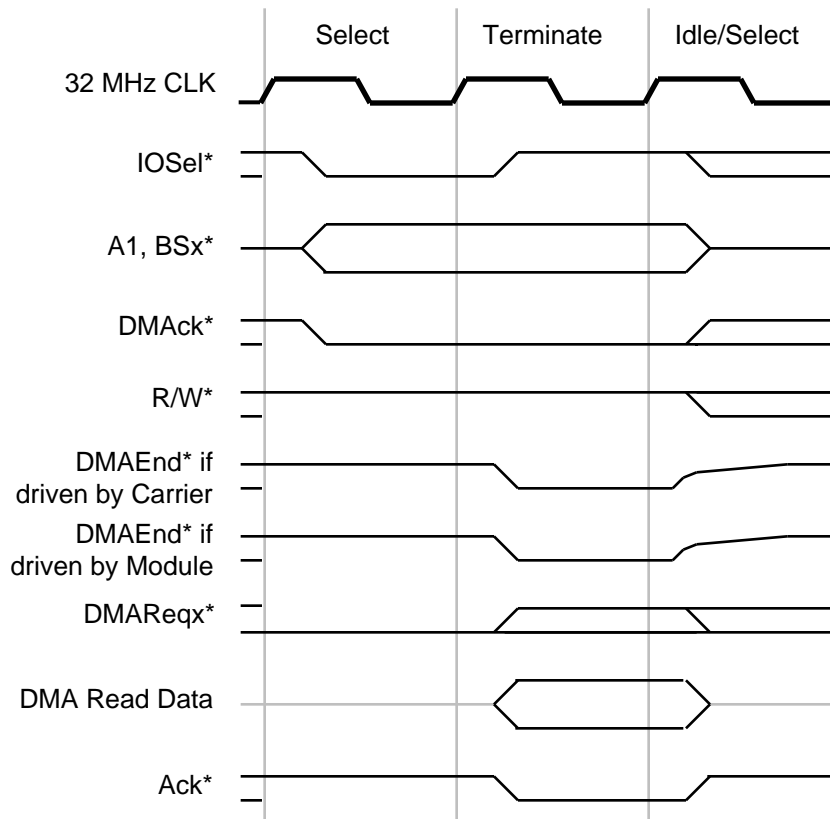 Select Terminate Idle/Select
32 MHz CLK
IOSel*
A1, BSx*
DMAck*
R/W*
DMAEnd* if
driven by Carrier
DMAEnd* if
driven by Module
DMAReqx*
DMA Read Data
Ack*